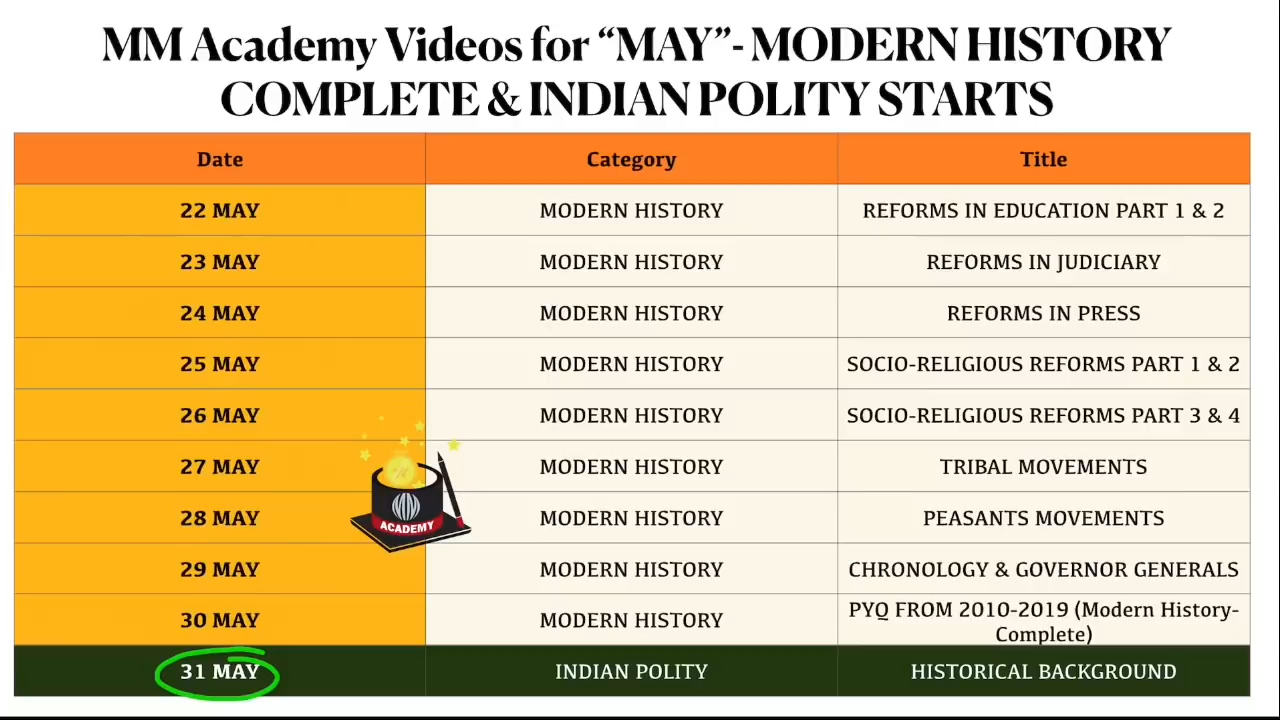 MM Academy Videos for “MAY”- MODERN HISTORY
COMPLETE & INDIAN POLITY STARTS
Date Category Title
22 MAY MODERN HISTORY REFORMS IN EDUCATION PART 1 & 2
23 MAY MODERN HISTORY REFORMS IN JUDICIARY
24 MAY MODERN HISTORY REFORMS IN PRESS
25 MAY MODERN HISTORY SOCIO-RELIGIOUS REFORMS PART 1 & 2
26 MAY MODERN HISTORY SOCIO-RELIGIOUS REFORMS PART 3 & 4
27 MAY MODERN HISTORY TRIBAL MOVEMENTS
28 MAY MODERN HISTORY PEASANTS MOVEMENTS
ACADEMY
29 MAY MODERN HISTORY CHRONOLOGY & GOVERNOR GENERALS
30 MAY MODERN HISTORY PYQ FROM 2010-2019 (Modern History-
Complete)
31 MAY INDIAN POLITY HISTORICAL BACKGROUND